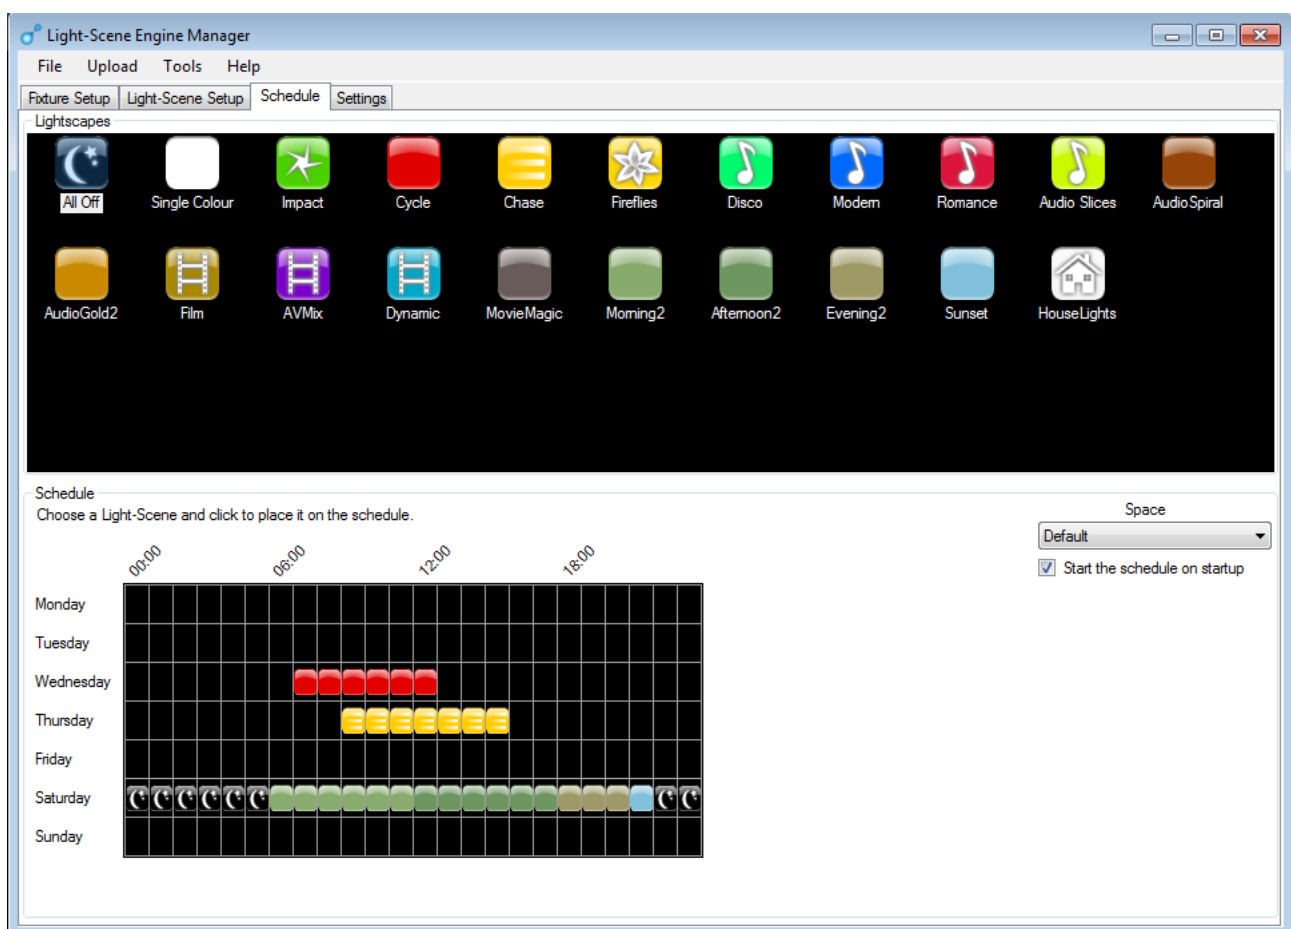 Light-Scene Engine Manager
File Upload Tools Help
Fixture Setup Light-Scene Setup Schedule Settings
Lightscapes
All Off Single Colour Impact Cycle Chase Fireflies Disco Modern Romance Audio Slices AudioSpiral
AudioGold2 Film AVMix Dynamic MovieMagic Morning2 Afternoon2 Evening2 Sunset HouseLights
Schedule
Choose a Light-Scene and click to place it on the schedule.
Space
Default
Start the schedule on startup
00:00 06:00 12:00 18:00
Monday
Tuesday
Wednesday
Thursday
Friday
Saturday
Sunday